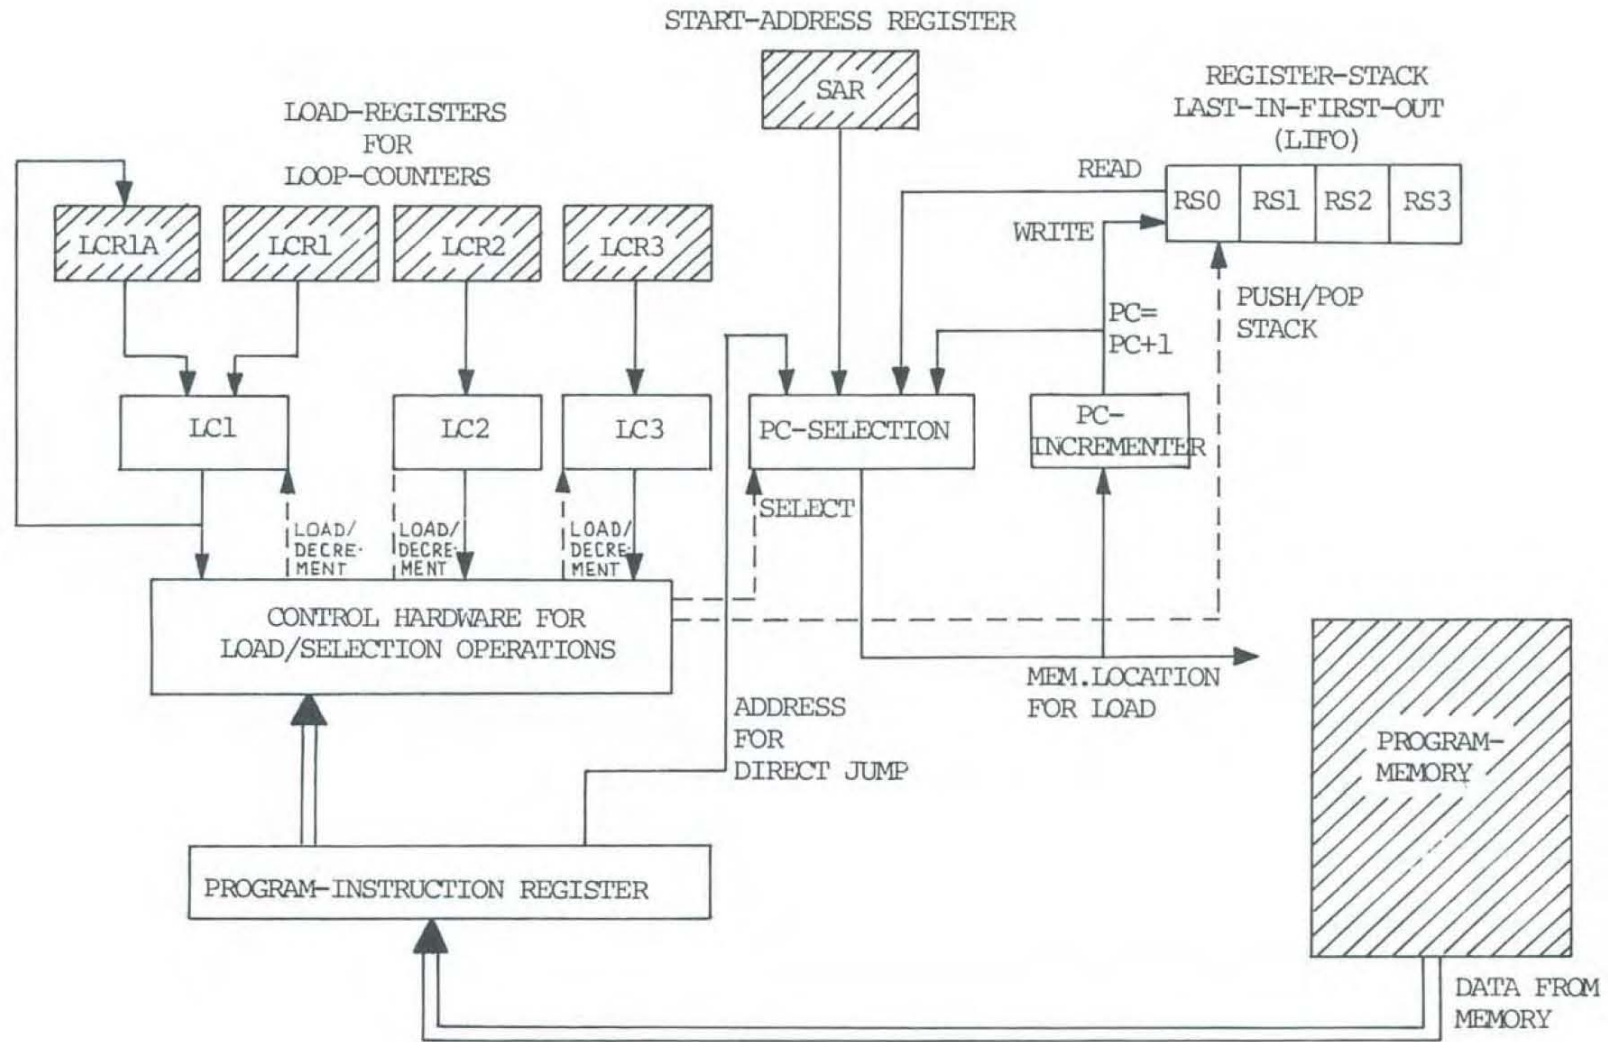 START-ADDRESS REGISTER
SAR
REGISTER-STACK
LAST-IN-FIRST-OUT
(LIFO)
LOAD-REGISTERS
FOR
LOOP-COUNTERS
READ
RS0 RS1 RS2 RS3
WRITE
LCR1A LCR1 LCR2 LCR3
PUSH/POP
STACK
PC=
PC+1
LC1 LC2 LC3
PC-SELECTION
PC-
INCREMENTER
SELECT
LOAD/
DECRE-
MENT
LOAD/
DECRE-
MENT
LOAD/
DECRE-
MENT
CONTROL HARDWARE FOR
LOAD/SELECTION OPERATIONS
MEM.LOCATION
FOR LOAD
ADDRESS
FOR
DIRECT JUMP
PROGRAM-
MEMORY
PROGRAM-INSTRUCTION REGISTER
DATA FROM
MEMORY